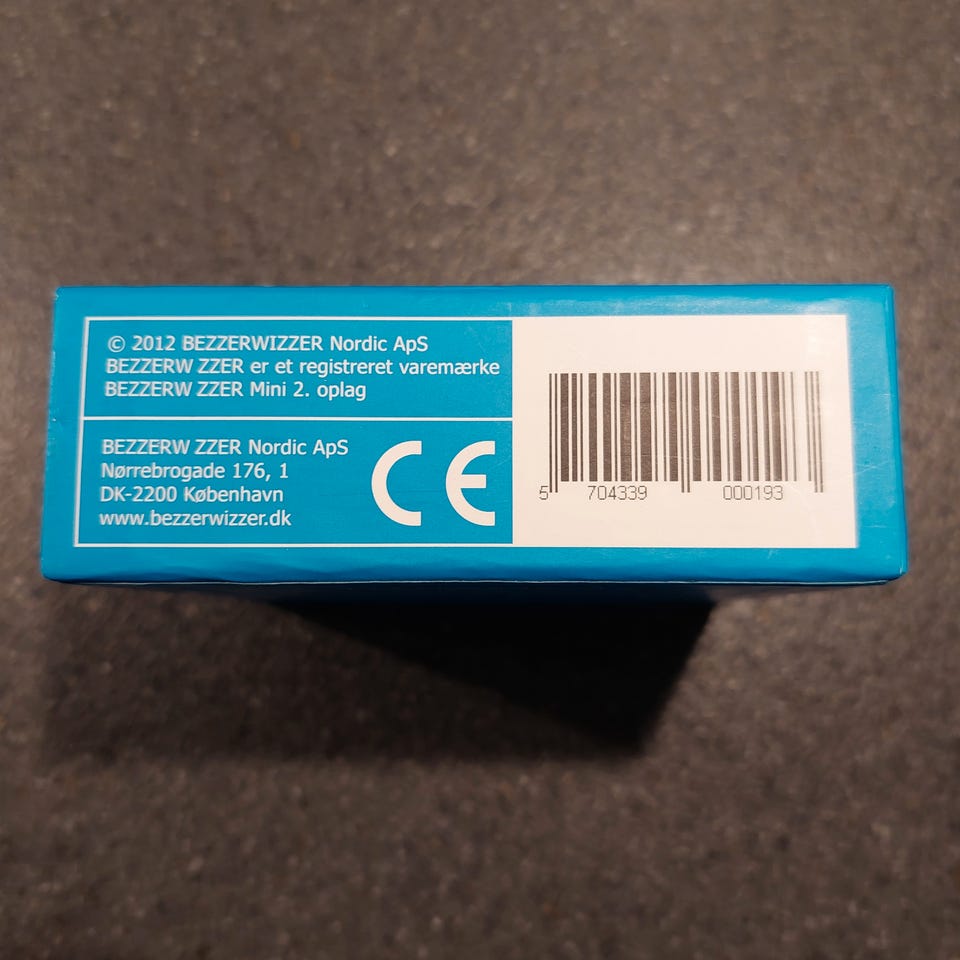 © 2012 BEZZERWIZZER Nordic ApS
BEZZERW ZZER er et registreret varemærke
BEZZERW ZZER Mini 2. oplag
BEZZERW ZZER Nordic ApS
Nørrebrogade 176, 1
DK-2200 København
www.bezzerwizzer.dk
CE
5 704339 000193